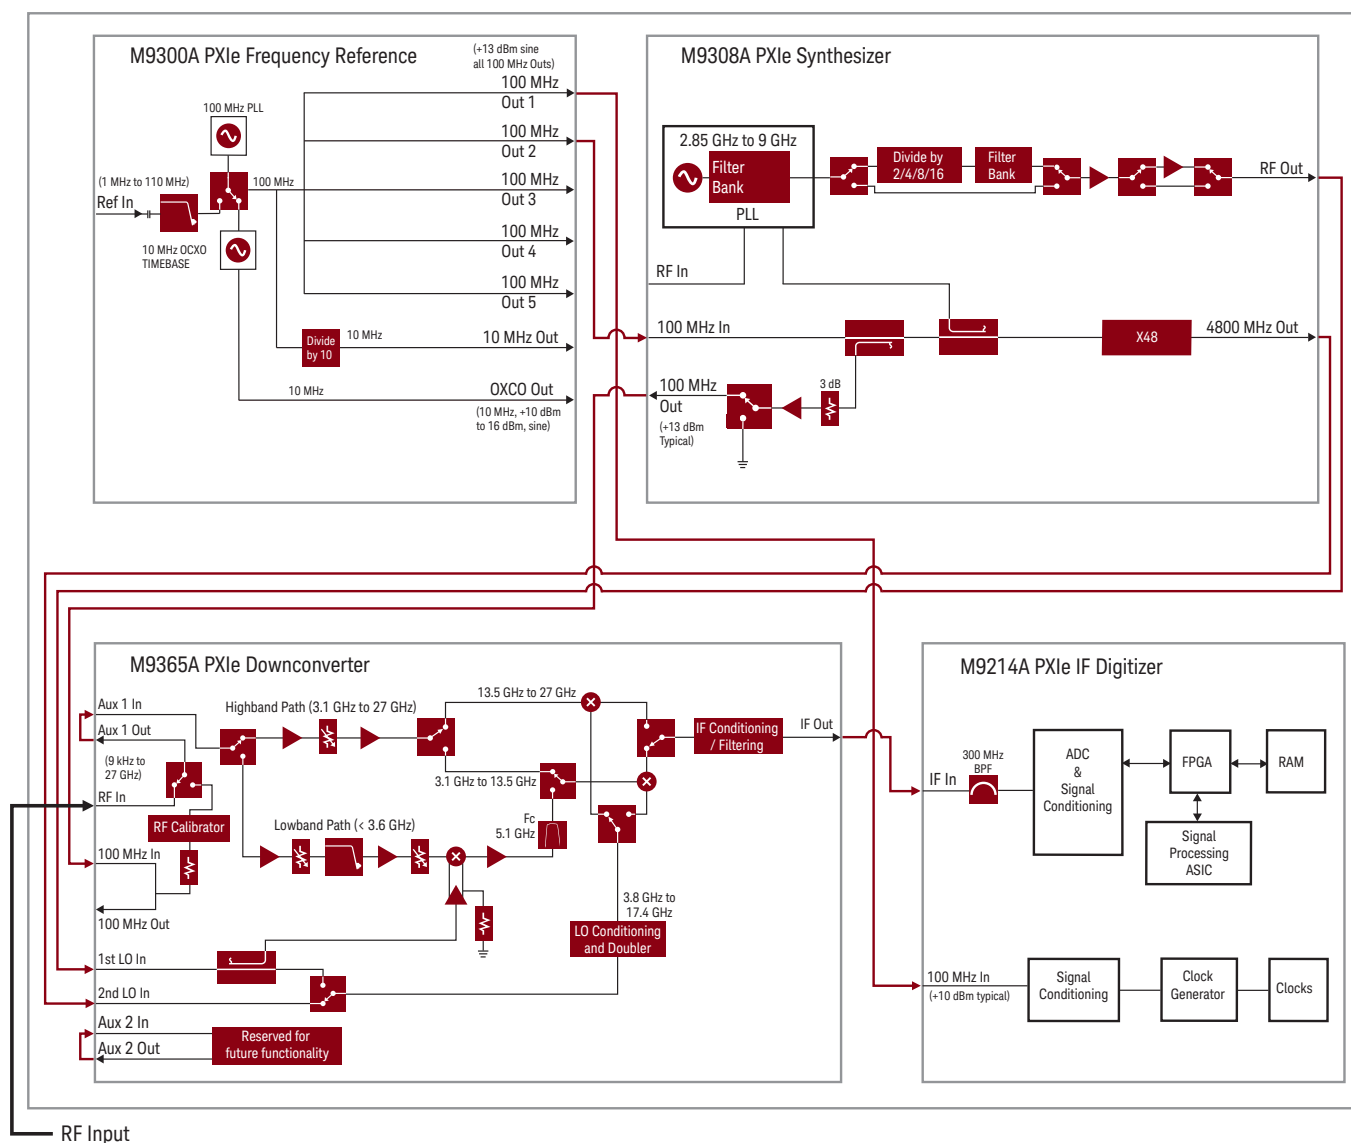 M9300A PXIe Frequency Reference
(+13 dBm sine
all 100 MHz Outs)
100 MHz
Out 1
100 MHz PLL
100 MHz
Out 2
(1 MHz to 110 MHz)
100 MHz
100 MHz
Out 3
Ref In
10 MHz OCXO
TIMEBASE
100 MHz
Out 4
100 MHz
Out 5
Divide
by 10
10 MHz
10 MHz Out
10 MHz
OXCO Out
(10 MHz, +10 dBm
to 16 dBm, sine)
M9308A PXIe Synthesizer
2.85 GHz to 9 GHz
Filter
Bank
PLL
Divide by
2/4/8/16
Filter
Bank
RF Out
RF In
100 MHz In
X48
4800 MHz Out
100 MHz
Out
(+13 dBm
Typical)
3 dB
M9365A PXIe Downconverter
Aux 1 In
Aux 1 Out
(9 kHz to
27 GHz)
RF In
RF Calibrator
100 MHz In
100 MHz Out
Highband Path (3.1 GHz to 27 GHz)
13.5 GHz to 27 GHz
3.1 GHz to 13.5 GHz
IF Conditioning
/ Filtering
IF Out
Lowband Path (< 3.6 GHz)
Fc
5.1 GHz
3.8 GHz to
17.4 GHz
LO Conditioning
and Doubler
1st LO In
2nd LO In
Aux 2 In
Aux 2 Out
Reserved for
future functionality
M9214A PXIe IF Digitizer
IF In
300 MHz
BPF
ADC
&
Signal
Conditioning
FPGA
RAM
Signal
Processing
ASIC
100 MHz In
(+10 dBm typical)
Signal
Conditioning
Clock
Generator
Clocks
RF Input